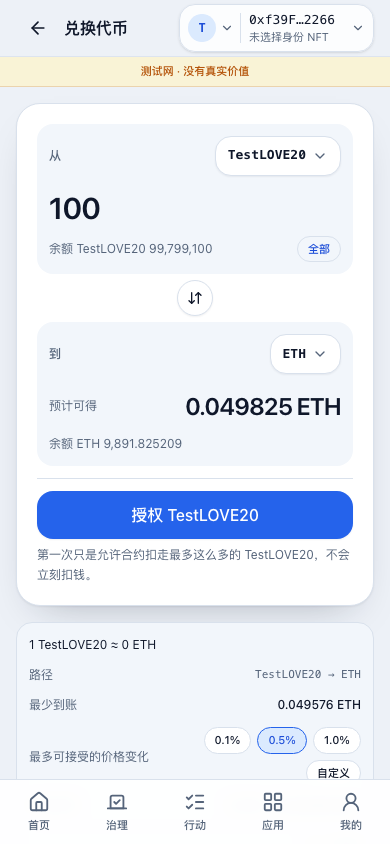 兑换代币
T
0xf39F…2266
未选择身份 NFT
测试网 · 没有真实价值
从
TestLOVE20
100
余额 TestLOVE20 99,799,100
全部
到
ETH
预计可得
0.049825 ETH
余额 ETH 9,891.825209
授权 TestLOVE20
第一次只是允许合约扣走最多这么多的 TestLOVE20，不会
立刻扣钱。
1 TestLOVE20 ≈ 0 ETH
路径
TestLOVE20 → ETH
最少到账
0.049576 ETH
0.1%
0.5%
1.0%
最多可接受的价格变化
自定义
首页
治理
行动
应用
我的